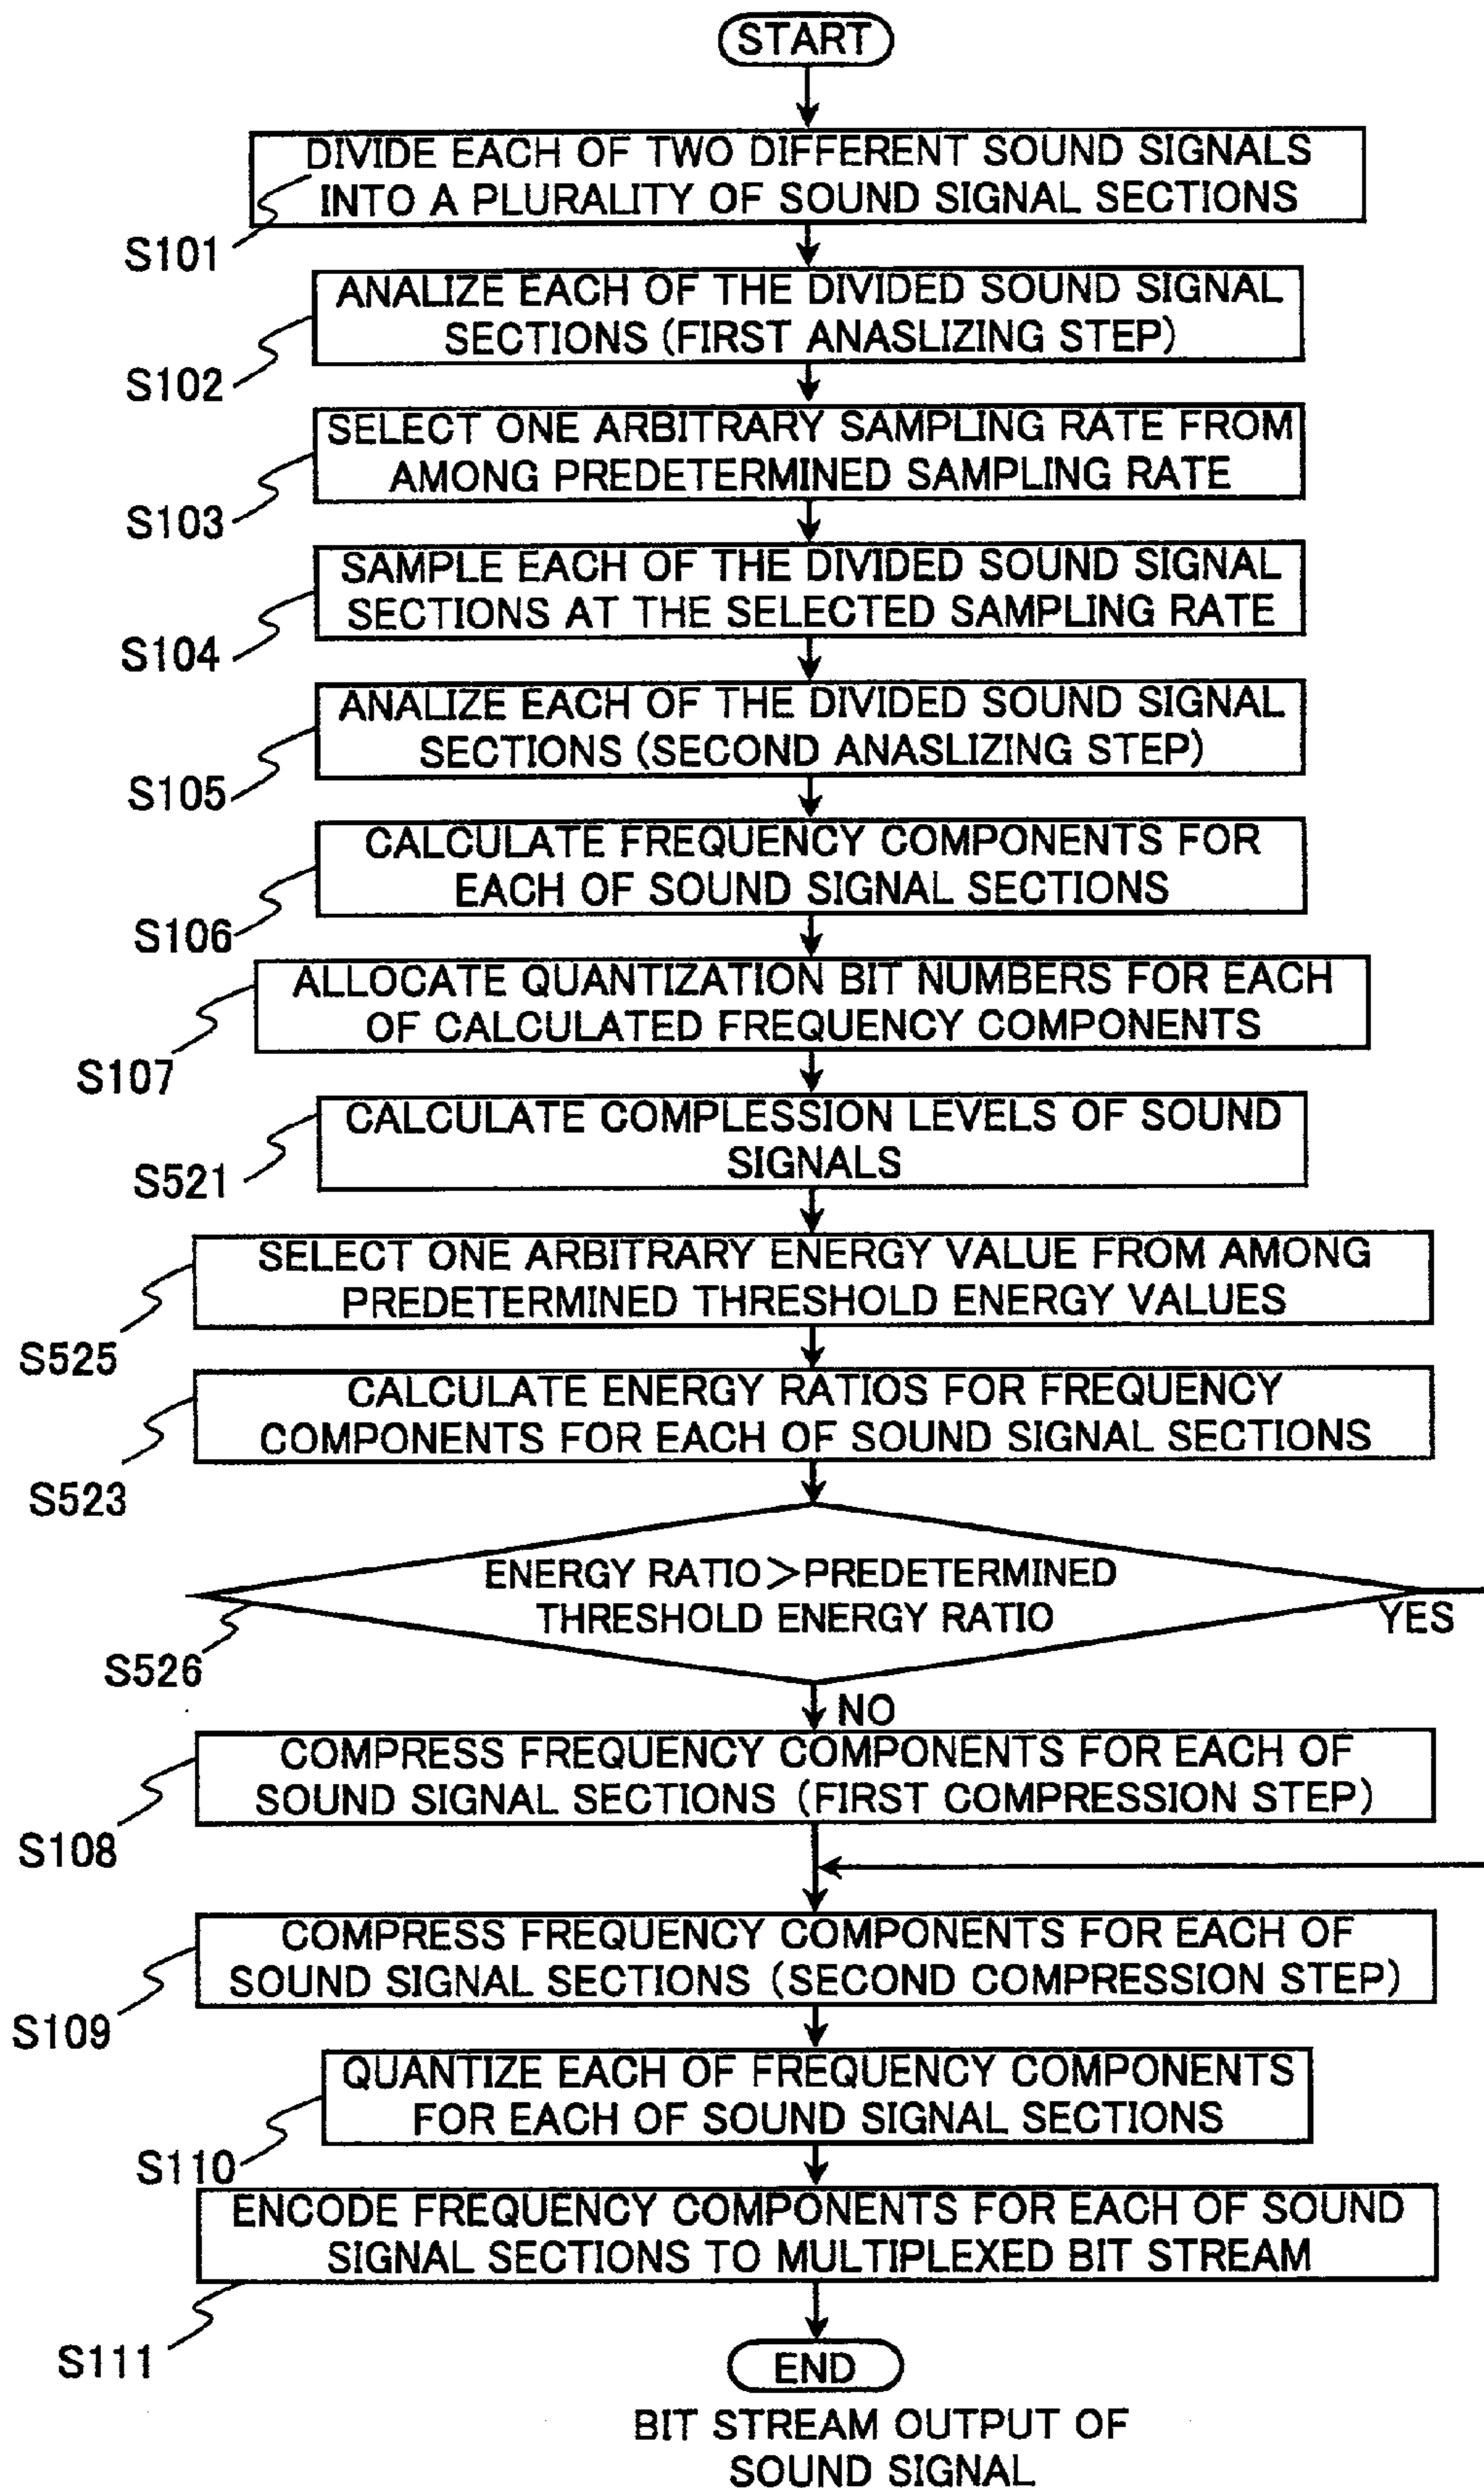 START
DIVIDE EACH OF TWO DIFFERENT SOUND SIGNALS
INTO A PLURALITY OF SOUND SIGNAL SECTIONS
S101
ANALIZE EACH OF THE DIVIDED SOUND SIGNAL
SECTIONS (FIRST ANASLIZING STEP)
S102
SELECT ONE ARBITRARY SAMPLING RATE FROM
AMONG PREDETERMINED SAMPLING RATE
S103
SAMPLE EACH OF THE DIVIDED SOUND SIGNAL
SECTIONS AT THE SELECTED SAMPLING RATE
S104
ANALIZE EACH OF THE DIVIDED SOUND SIGNAL
SECTIONS (SECOND ANASLIZING STEP)
S105
CALCULATE FREQUENCY COMPONENTS FOR
EACH OF SOUND SIGNAL SECTIONS
S106
ALLOCATE QUANTIZATION BIT NUMBERS FOR EACH
OF CALCULATED FREQUENCY COMPONENTS
S107
CALCULATE COMPLESSION LEVELS OF SOUND
SIGNALS
S521
SELECT ONE ARBITRARY ENERGY VALUE FROM AMONG
PREDETERMINED THRESHOLD ENERGY VALUES
S525
CALCULATE ENERGY RATIOS FOR FREQUENCY
COMPONENTS FOR EACH OF SOUND SIGNAL SECTIONS
S523
ENERGY RATIO>PREDETERMINED
THRESHOLD ENERGY RATIO
YES
S526
NO
COMPRESS FREQUENCY COMPONENTS FOR EACH OF
SOUND SIGNAL SECTIONS (FIRST COMPRESSION STEP)
S108
COMPRESS FREQUENCY COMPONENTS FOR EACH OF
SOUND SIGNAL SECTIONS (SECOND COMPRESSION STEP)
S109
QUANTIZE EACH OF FREQUENCY COMPONENTS
FOR EACH OF SOUND SIGNAL SECTIONS
S110
ENCODE FREQUENCY COMPONENTS FOR EACH OF SOUND
SIGNAL SECTIONS TO MULTIPLEXED BIT STREAM
S111
END
BIT STREAM OUTPUT OF
SOUND SIGNAL